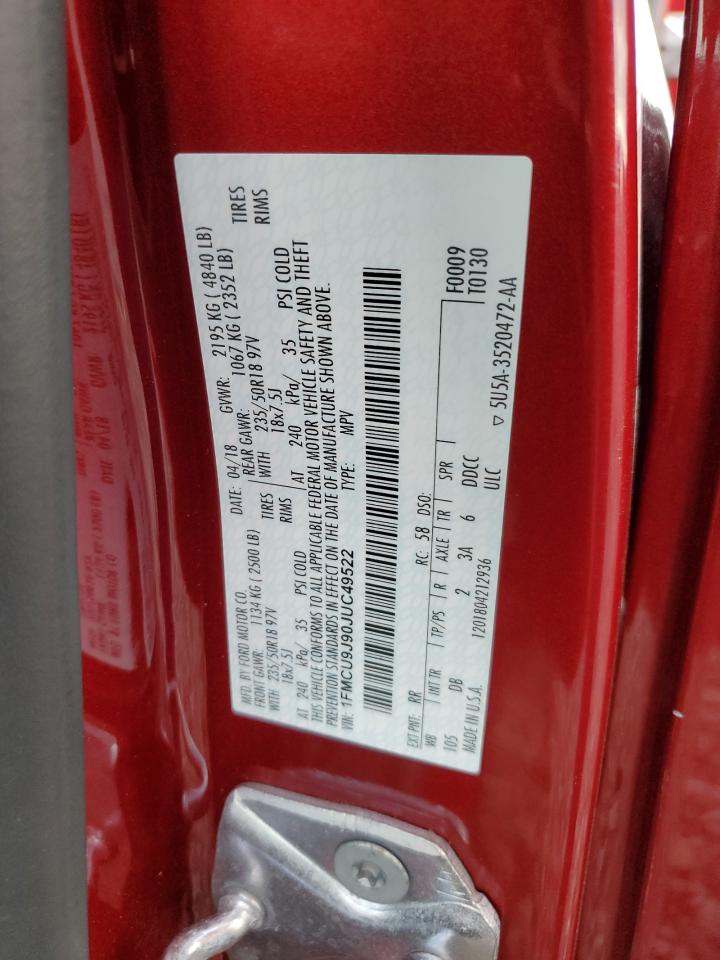 MFD. BY FORD MOTOR CO.
DATE: 04/18 GVWR: 2195 KG ( 4840 LB)
FRONT GAWR: 1134 KG ( 2500 LB) REAR GAWR: 1067 KG ( 2352 LB)
WITH 235/50R18 97V TIRES WITH 235/50R18 97V TIRES
18x7.5J RIMS 18x7.5J RIMS
AT 240 kPa/ 35 PSI COLD AT 240 kPa/ 35 PSI COLD
THIS VEHICLE CONFORMS TO ALL APPLICABLE FEDERAL MOTOR VEHICLE SAFETY AND THEFT
PREVENTION STANDARDS IN EFFECT ON THE DATE OF MANUFACTURE SHOWN ABOVE.
VIN: 1FMCU9J90JUC49522 TYPE: MPV
EXT PNT: RR RC: 58 DSO: F0009
WB INT TR TP/PS R AXLE TR SPR T0130
105 DB 2 3A 6 DDCC
MADE IN U.S.A. 1201804212936 ULC
▽ 5U5A-3520472-AA